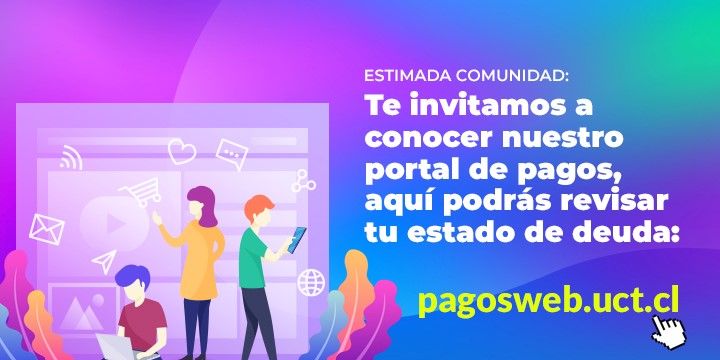 ESTIMADA COMUNIDAD:
Te invitamos a
conocer nuestro
portal de pagos,
aquí podrás revisar
tu estado de deuda:
pagosweb.uct.cl